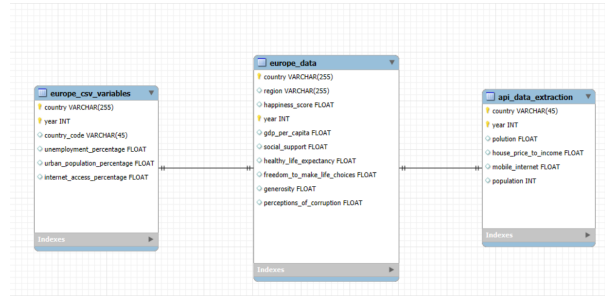 europe_csv_variables
country VARCHAR(255)
year INT
country_code VARCHAR(45)
unemployment_percentage FLOAT
urban_population_percentage FLOAT
internet_access_percentage FLOAT
Indexes
europe_data
country VARCHAR(255)
region VARCHAR(255)
happiness_score FLOAT
year INT
gdp_per_capita FLOAT
social_support FLOAT
healthy_life_expectancy FLOAT
freedom_to_make_life_choices FLOAT
generosity FLOAT
perceptions_of_corruption FLOAT
Indexes
api_data_extraction
country VARCHAR(45)
year INT
polution FLOAT
house_price_to_income FLOAT
mobile_internet FLOAT
population INT
Indexes